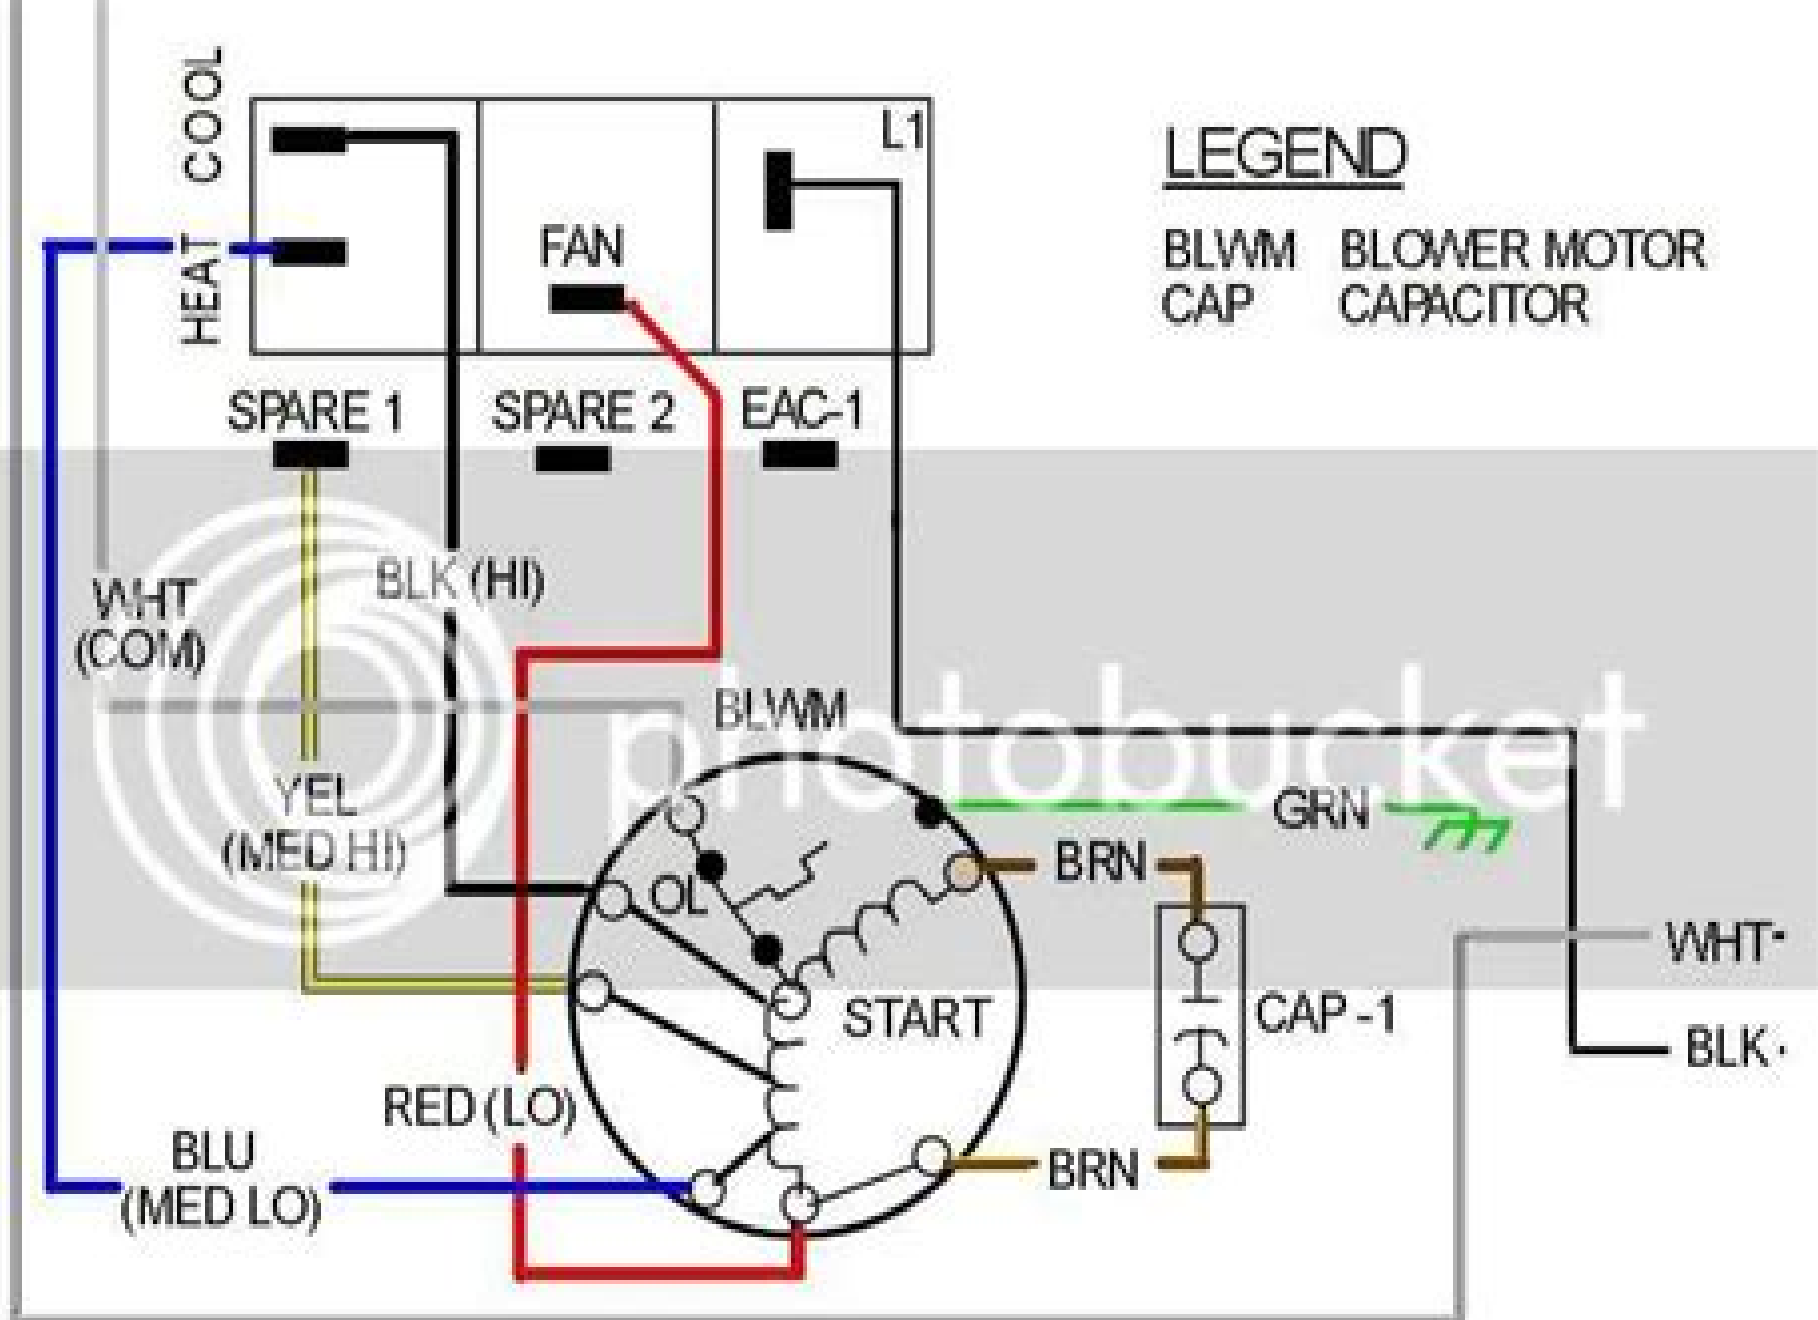 COOL
HEAT
L1
FAN
SPARE 1
SPARE 2
EAC-1
LEGEND
BLWM BLOWER MOTOR
CAP CAPACITOR
WHT
(COM)
BLK (HI)
BLWM
photobucket
YEL
(MED HI)
OL
START
GRN
BRN
CAP -1
WHT
BLK
RED (LO)
BLU
(MED LO)
BRN